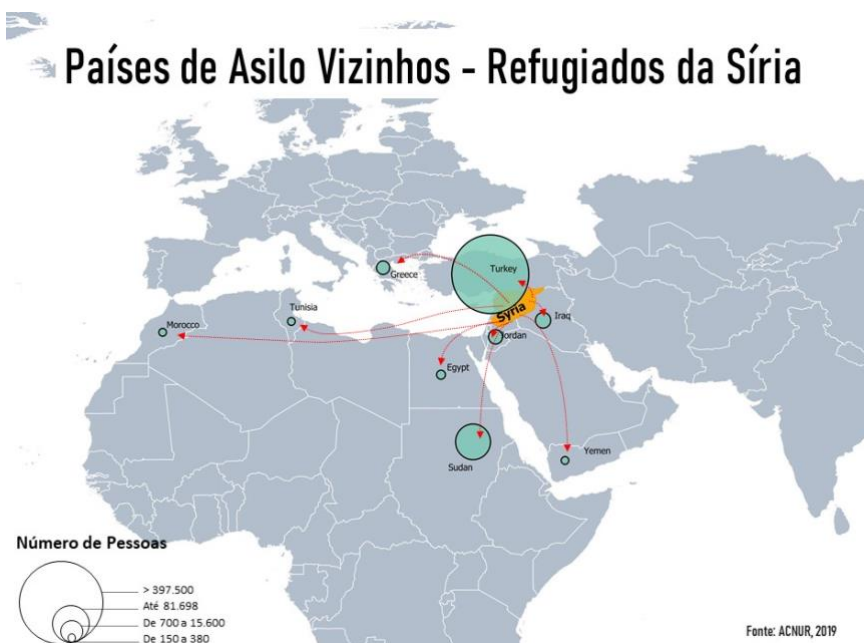 Países de Asilo Vizinhos - Refugiados da Síria
Turkey
Greece
Syria
Iraq
Tunisia
Morocco
Jordan
Egypt
Sudan
Yemen
Número de Pessoas
> 397.500
Até 81.698
De 700 a 15.600
De 150 a 380
Fonte: ACNUR, 2019